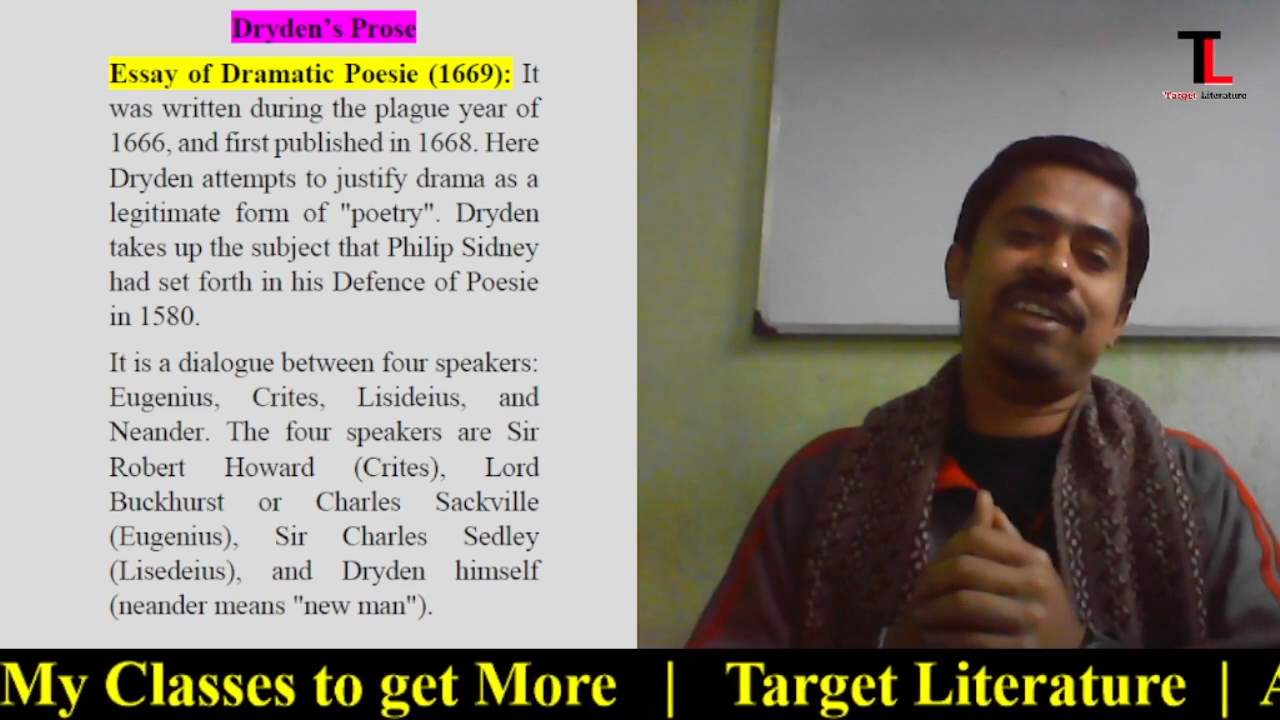 Dryden's Prose
Essay of Dramatic Poesie (1669): It
was written during the plague year of
1666, and first published in 1668. Here
Dryden attempts to justify drama as a
legitimate form of "poetry". Dryden
takes up the subject that Philip Sidney
had set forth in his Defence of Poesie
in 1580.
It is a dialogue between four speakers:
Eugenius, Crites, Lisideius, and
Neander. The four speakers are Sir
Robert Howard (Crites), Lord
Buckhurst or Charles Sackville
(Eugenius), Sir Charles Sedley
(Lisedeius), and Dryden himself
(neander means "new man").
TL
Target Literature
My Classes to get More | Target Literature | A